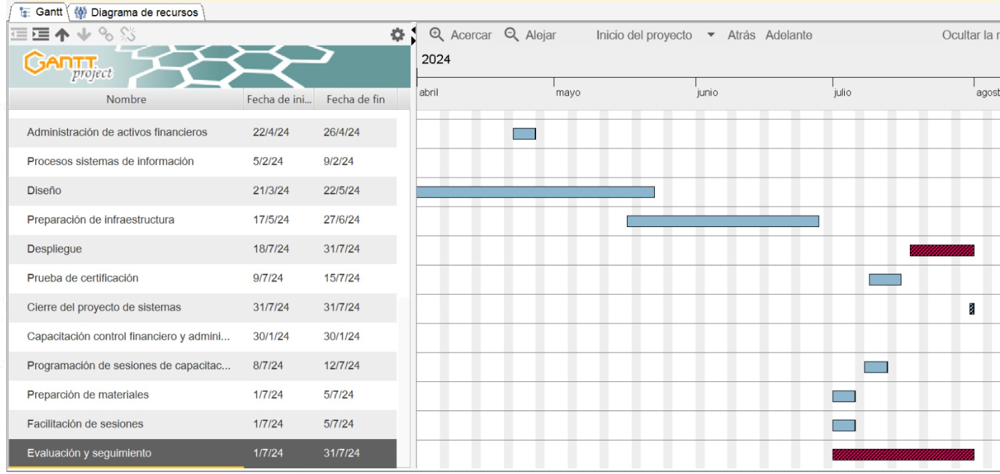 Gantt Diagrama de recursos
Acercar Alejar Inicio del proyecto Atrás Adelante Ocultar la r
GANTT project
2024
Nombre Fecha de ini... Fecha de fin
abril mayo junio julio agost
Administración de activos financieros 22/4/24 26/4/24
Procesos sistemas de información 5/2/24 9/2/24
Diseño 21/3/24 22/5/24
Preparación de infraestructura 17/5/24 27/6/24
Despliegue 18/7/24 31/7/24
Prueba de certificación 9/7/24 15/7/24
Cierre del proyecto de sistemas 31/7/24 31/7/24
Capacitación control financiero y admini... 30/1/24 30/1/24
Programación de sesiones de capacitac... 8/7/24 12/7/24
Preparción de materiales 1/7/24 5/7/24
Facilitación de sesiones 1/7/24 5/7/24
Evaluación y seguimiento 1/7/24 31/7/24